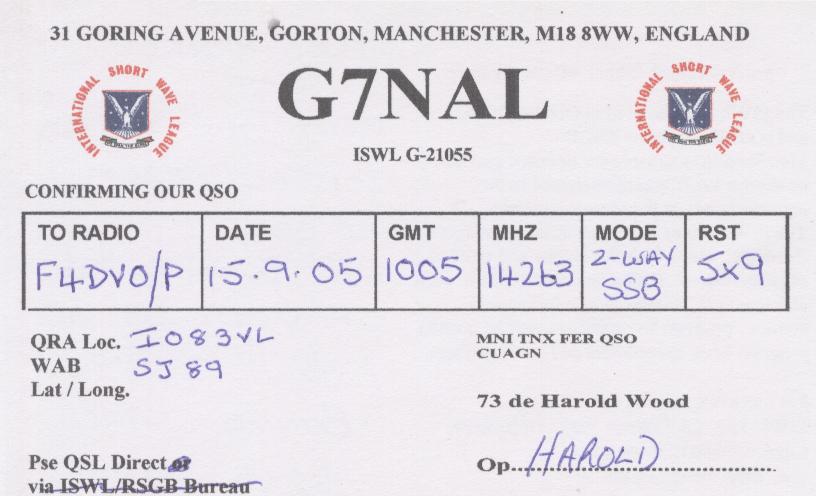 31 GORING AVENUE, GORTON, MANCHESTER, M18 8WW, ENGLAND
INTERNATIONAL SHORT WAVE LEAGUE
G7NAL
INTERNATIONAL SHORT WAVE LEAGUE
ISWL G-21055
CONFIRMING OUR QSO
TO RADIO DATE GMT MHZ MODE RST
F4DVO/P 15.9.05 1005 14263 2-WAY SSB 5x9
QRA Loc. IO83VL
WAB SJ 89
Lat / Long.
MNI TNX FER QSO
CUAGN
73 de Harold Wood
Pse QSL Direct or
via ISWL/RSGB Bureau
Op. HAROLD